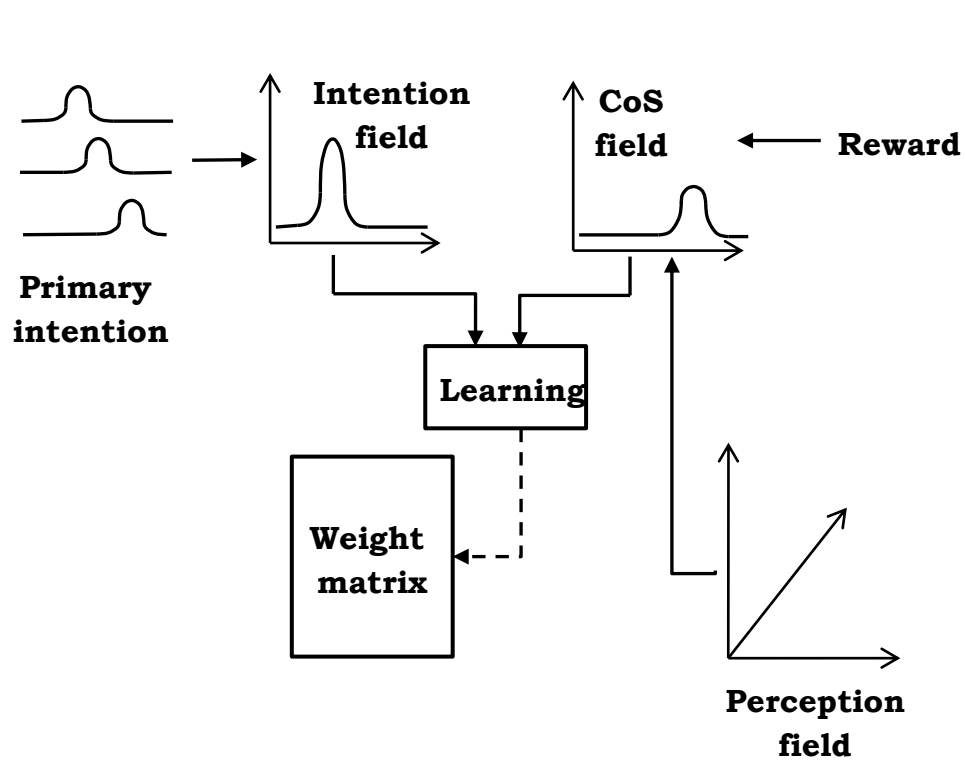 Intention
field
CoS
field
Reward
Primary
intention
Learning
Weight
matrix
Perception
field